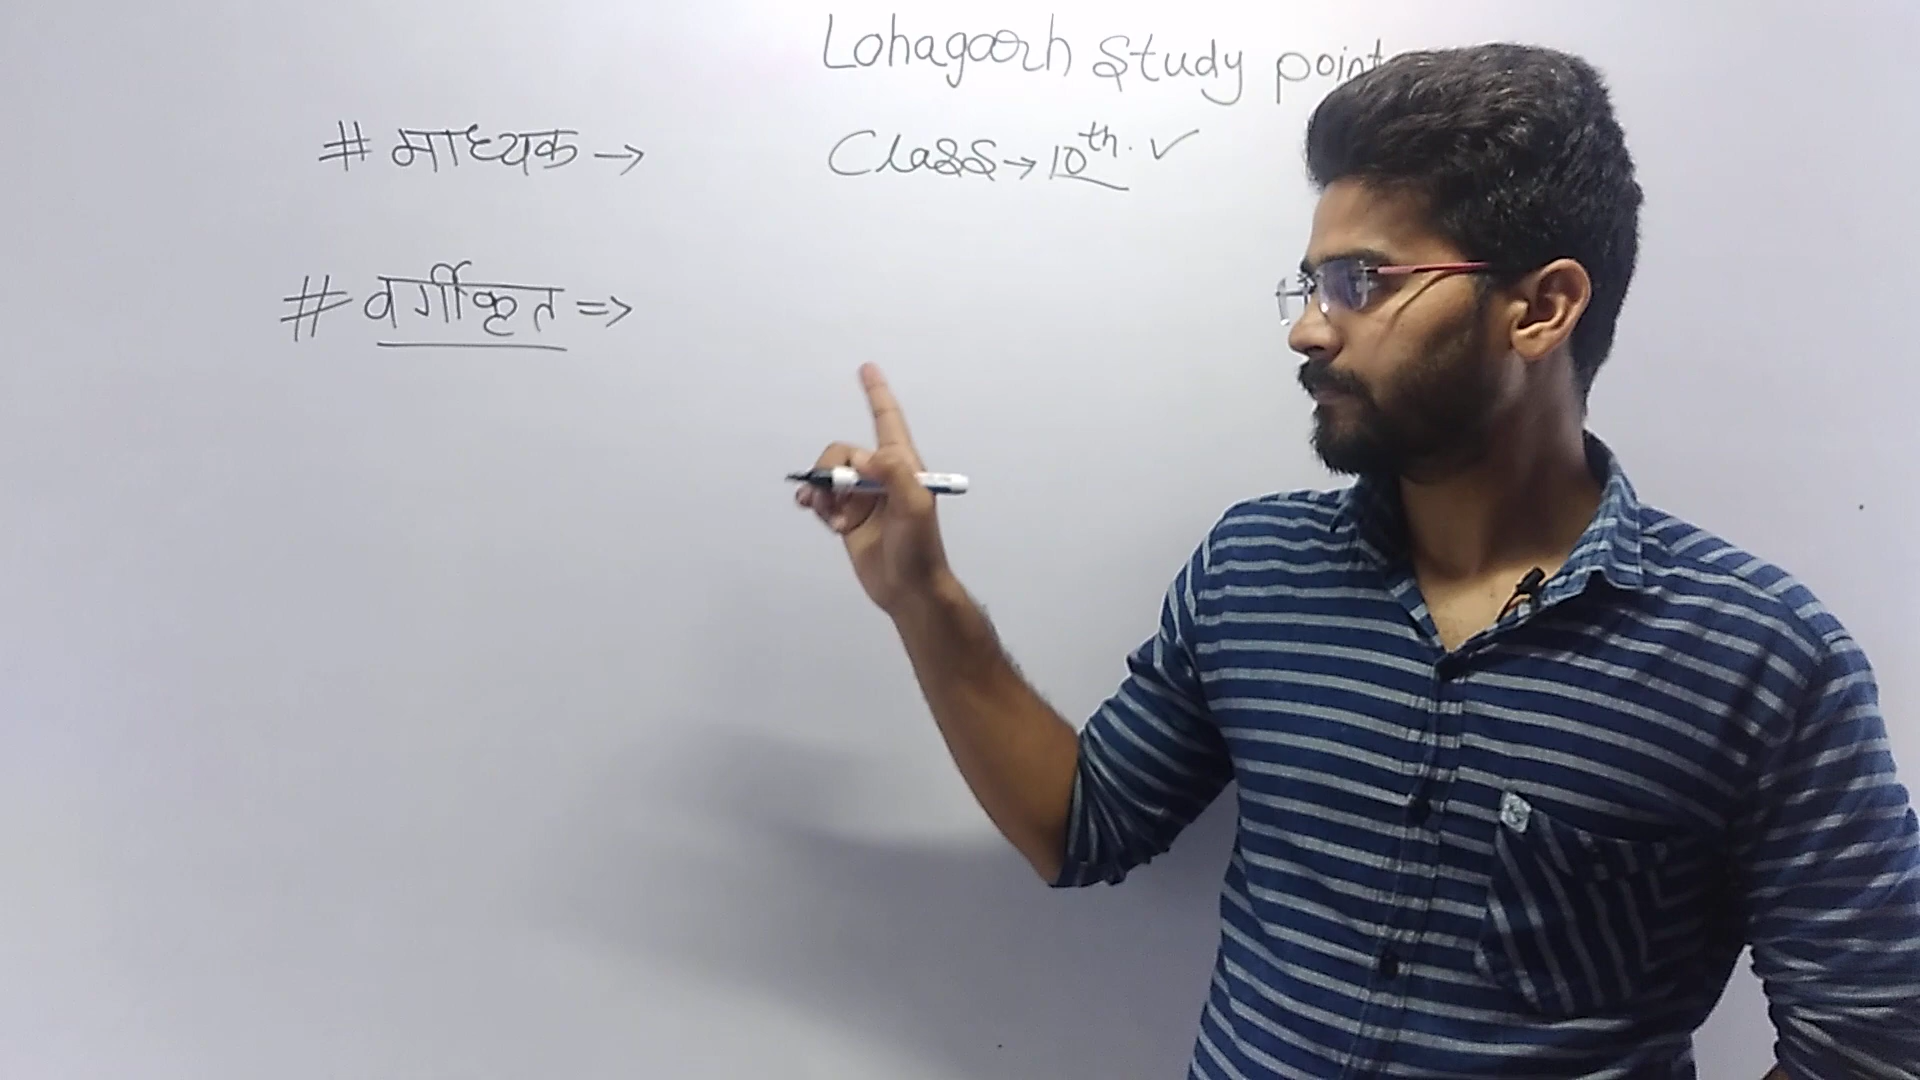 Lohagarh Study point
# माध्यक →
Class → 10th. ✓
# वर्गीकृत ⇒